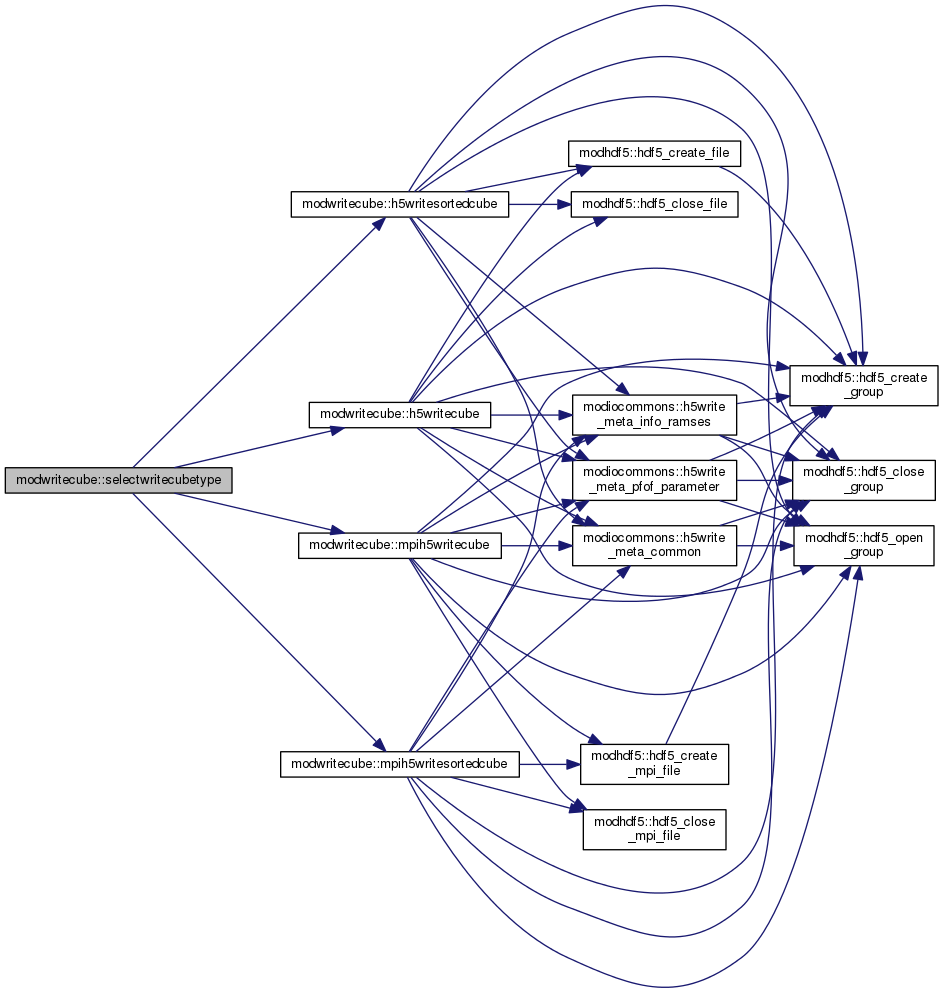 modwritecube::selectwritecubetype
modwritecube::h5writesortedcube
modwritecube::h5writecube
modwritecube::mpih5writecube
modwritecube::mpih5writesortedcube
modhdf5::hdf5_create_file
modhdf5::hdf5_close_file
modiocommons::h5write
_meta_info_ramses
modiocommons::h5write
_meta_pfof_parameter
modiocommons::h5write
_meta_common
modhdf5::hdf5_create
_mpi_file
modhdf5::hdf5_close
_mpi_file
modhdf5::hdf5_create
_group
modhdf5::hdf5_close
_group
modhdf5::hdf5_open
_group